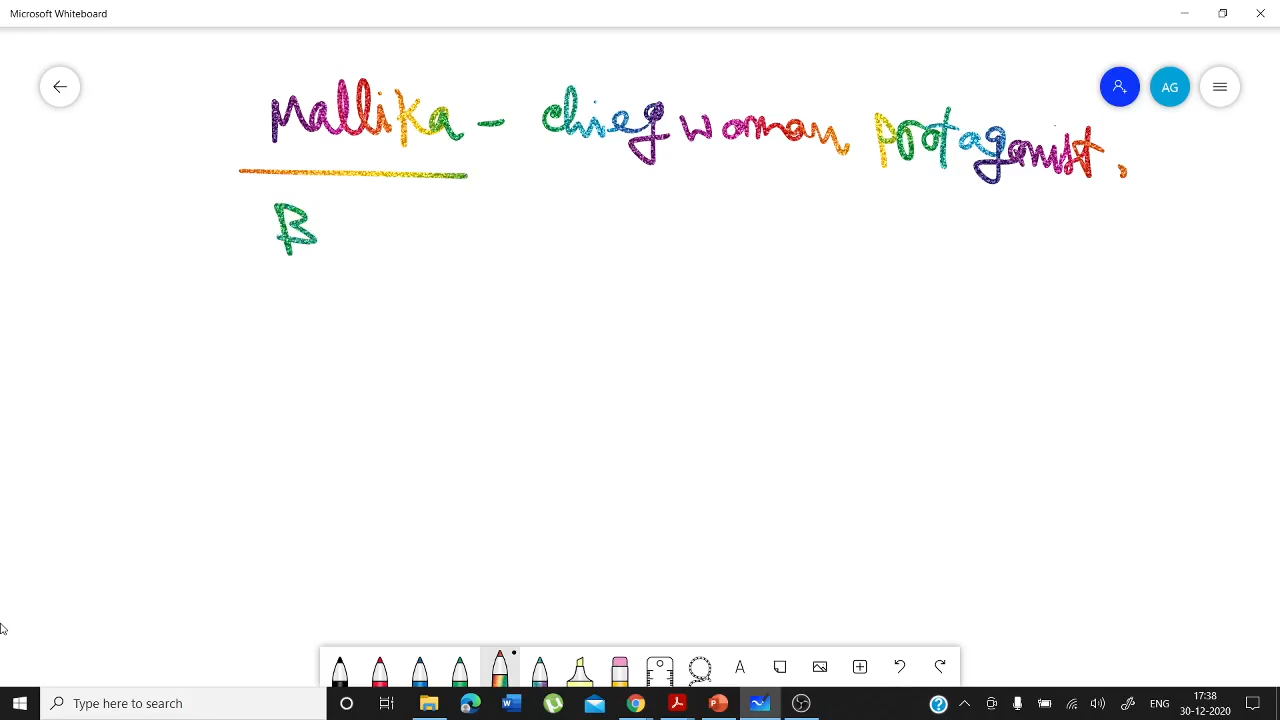 Microsoft Whiteboard
AG
Mallika - chief woman protagonist.
B
A
Type here to search
ENG
17:38
30-12-2020